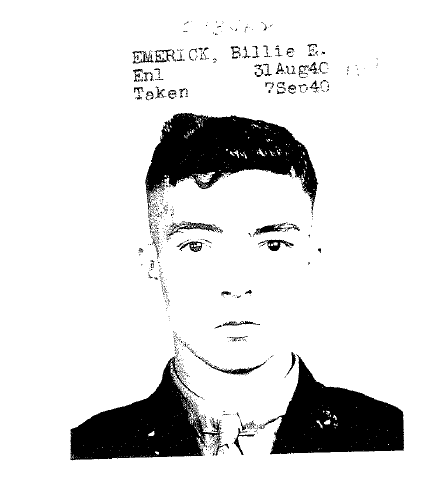 EMERICK, Billie E.
Enl 31Aug40
Taken 7Sep40